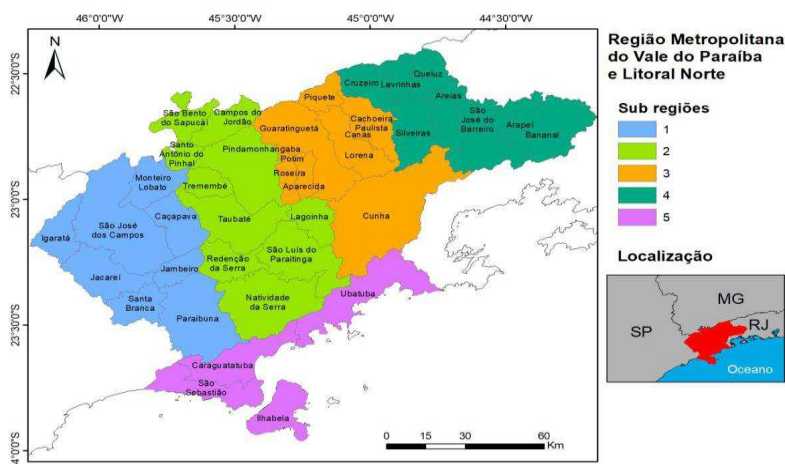 46°0'0"O 45°30'0"O 45°0'0"O 44°30'0"O
N
22°30'0"S
23°0'0"S
23°30'0"S
4°0'0"S
Cruzeiro
Lavrinhas
Queluz
Areias
São
José do
Barreiro
Arapeí
Bananal
Silveiras
Piquete
Cachoeira
Paulista
Canas
Guaratinguetá
Lorena
Potim
Roseira
Aparecida
Cunha
São Bento
do Sapucaí
Campos do
Jordão
Santo
Antônio do
Pinhal
Pindamonhangaba
Tremembé
Taubaté
Lagoinha
São Luís do
Paraitinga
Redenção
da Serra
Natividade
da Serra
Monteiro
Lobato
Caçapava
São José
dos Campos
Igaratá
Jacareí
Jambeiro
Santa
Branca
Paraibuna
Ubatuba
Caraguatatuba
São
Sebastião
Ilhabela
0 15 30 60
Km
Região Metropolitana
do Vale do Paraíba
e Litoral Norte
Sub regiões
1
2
3
4
5
Localização
MG
SP
RJ
Oceano